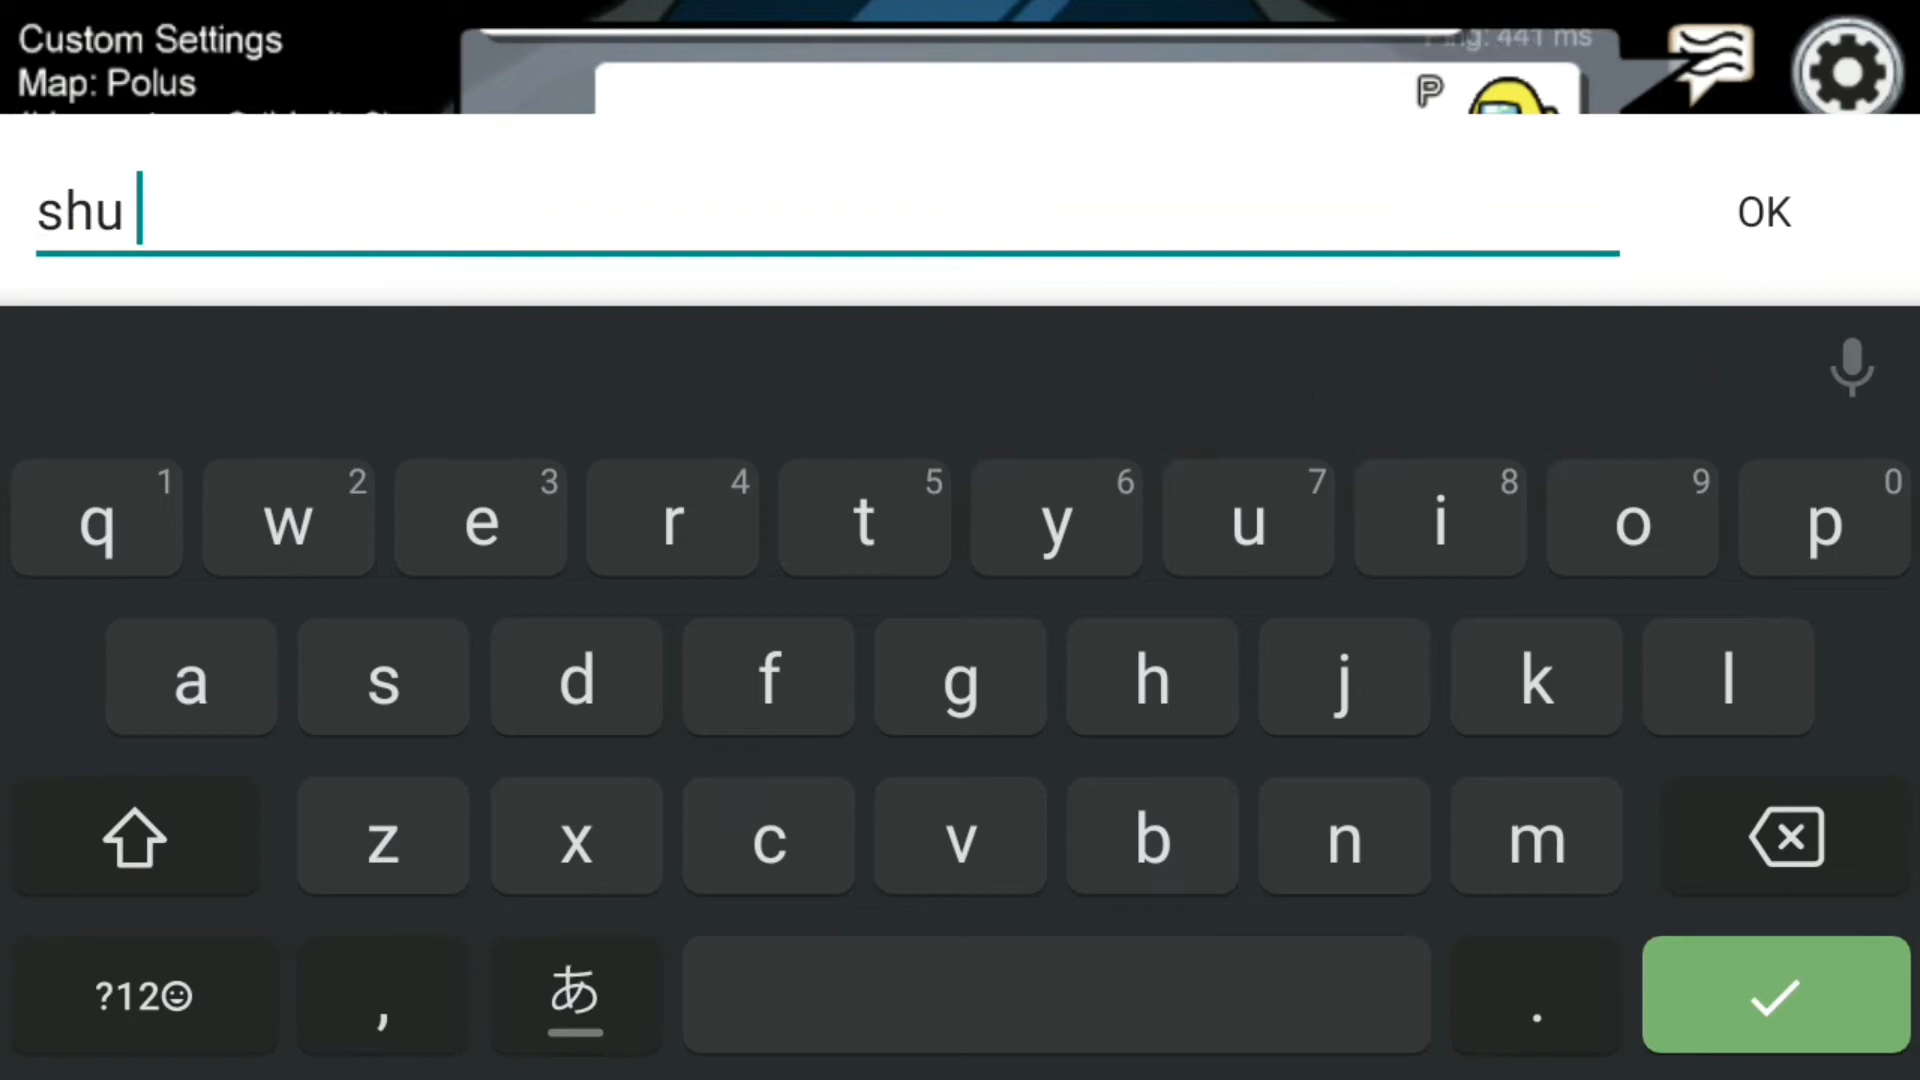 Custom Settings
Map: Polus
Ping: 441 ms
P
shu
OK
1 2 3 4 5 6 7 8 9 0
q w e r t y u i o p
a s d f g h j k l
z x c v b n m
?12☺ , あ .